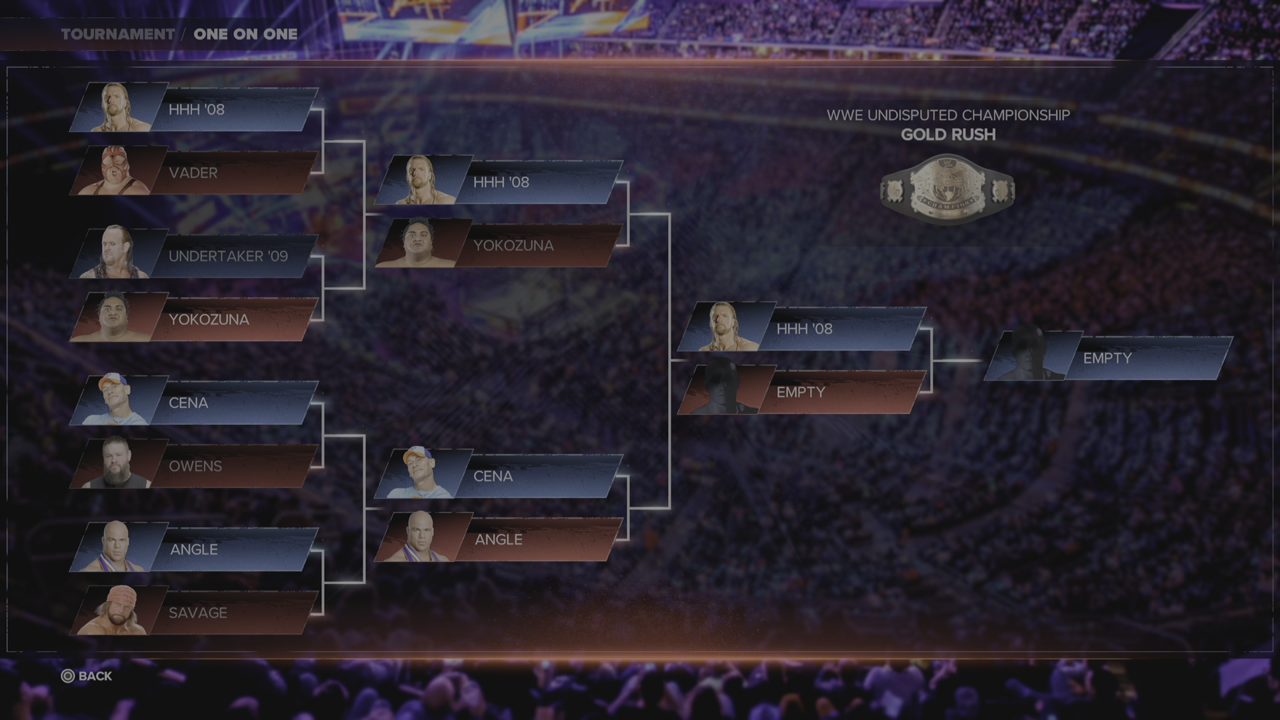 TOURNAMENT / ONE ON ONE
WWE UNDISPUTED CHAMPIONSHIP
GOLD RUSH
HHH '08
VADER
UNDERTAKER '09
YOKOZUNA
CENA
OWENS
ANGLE
SAVAGE
HHH '08
YOKOZUNA
CENA
ANGLE
HHH '08
EMPTY
EMPTY
BACK